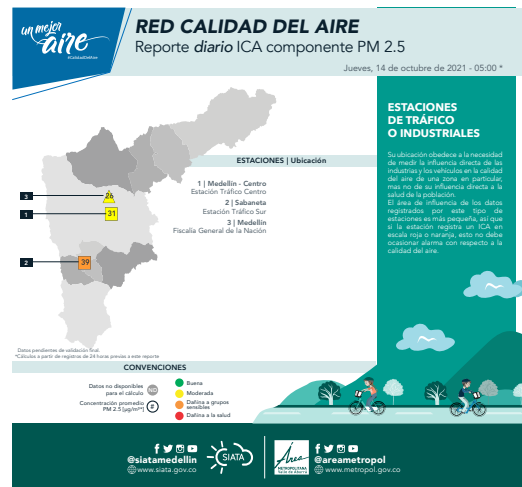 un mejor
aire
#CalidadDelAire
RED CALIDAD DEL AIRE
Reporte diario ICA componente PM 2.5
Jueves, 14 de octubre de 2021 - 05:00 *
ESTACIONES
DE TRÁFICO
O INDUSTRIALES
Su ubicación obedece a la necesidad
de medir la influencia directa de las
industrias y los vehículos en la calidad
del aire de una zona en particular,
mas no de su influencia directa a la
salud de la población.
El área de influencia de los datos
registrados por este tipo de
estaciones es más pequeña, así que
si la estación registra un ICA en
escala roja o naranja, esto no debe
ocasionar alarma con respecto a la
calidad del aire.
ESTACIONES | Ubicación
1 | Medellín - Centro
Estación Tráfico Centro
2 | Sabaneta
Estación Tráfico Sur
3 | Medellín
Fiscalía General de la Nación
3
26
1
31
2
39
Datos pendientes de validación final.
*Cálculos a partir de registros de 24 horas previas a este reporte
CONVENCIONES
Datos no disponibles
para el cálculo
ND
Concentración promedio
PM 2.5 [µg/m³*]
#
Buena
Moderada
Dañina a grupos
sensibles
Dañina a la salud
@siatamedellin
www.siata.gov.co
SIATA
Área
METROPOLITANA
Valle de Aburrá
@areametropol
www.metropol.gov.co